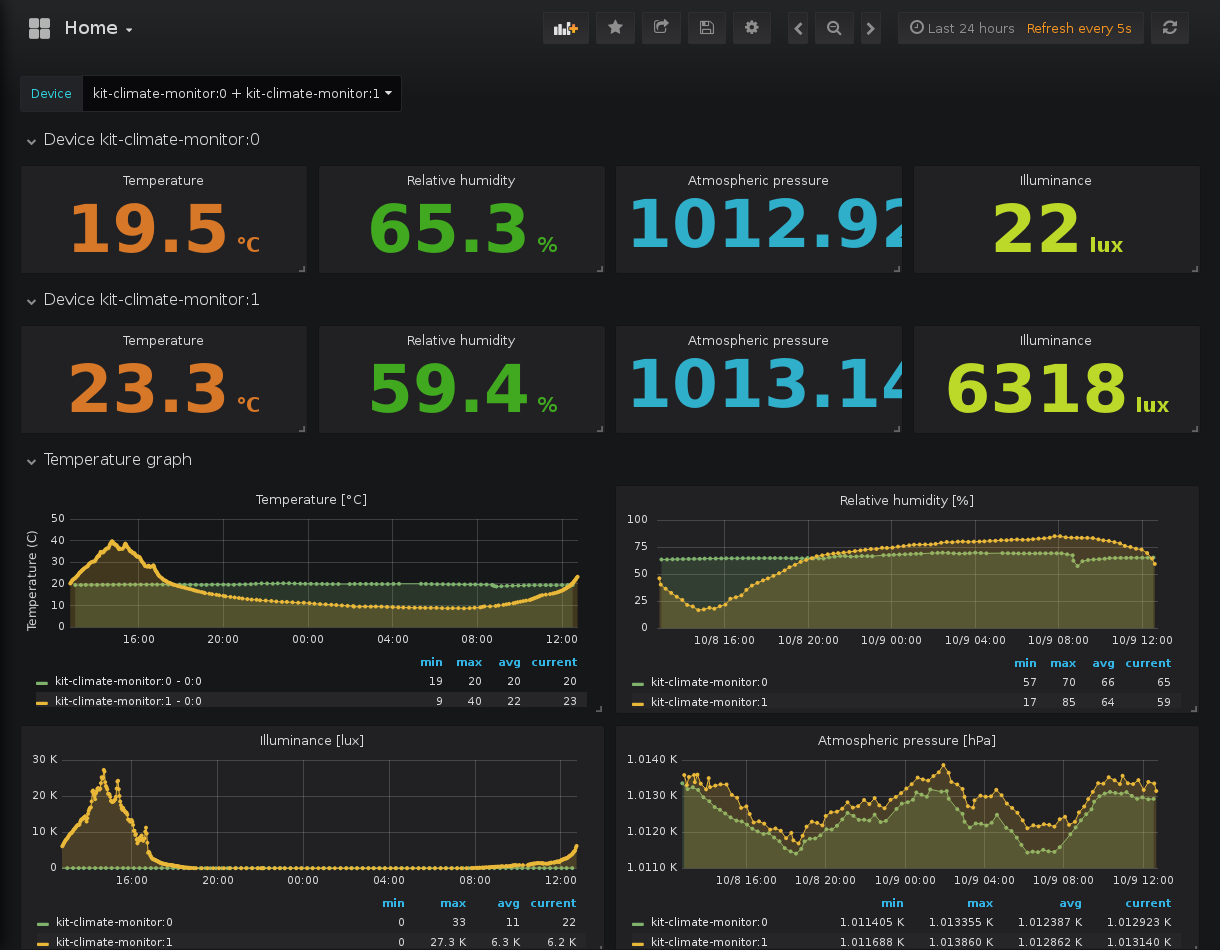 Home
Last 24 hours Refresh every 5s
Device kit-climate-monitor:0 + kit-climate-monitor:1
Device kit-climate-monitor:0
Temperature Relative humidity Atmospheric pressure Illuminance
19.5 °C 65.3 % 1012.92 22 lux
Device kit-climate-monitor:1
Temperature Relative humidity Atmospheric pressure Illuminance
23.3 °C 59.4 % 1013.14 6318 lux
Temperature graph
Temperature [°C]
Temperature (C)
50
40
30
20
10
0
16:00 20:00 00:00 04:00 08:00 12:00
min max avg current
kit-climate-monitor:0 - 0:0 19 20 20 20
kit-climate-monitor:1 - 0:0 9 40 22 23
Relative humidity [%]
100
75
50
25
0
10/8 16:00 10/8 20:00 10/9 00:00 10/9 04:00 10/9 08:00 10/9 12:00
min max avg current
kit-climate-monitor:0 57 70 66 65
kit-climate-monitor:1 17 85 64 59
Illuminance [lux]
30 K
20 K
10 K
0
16:00 20:00 00:00 04:00 08:00 12:00
min max avg current
kit-climate-monitor:0 0 33 11 22
kit-climate-monitor:1 0 27.3 K 6.3 K 6.2 K
Atmospheric pressure [hPa]
1.0140 K
1.0130 K
1.0120 K
1.0110 K
10/8 16:00 10/8 20:00 10/9 00:00 10/9 04:00 10/9 08:00 10/9 12:00
min max avg current
kit-climate-monitor:0 1.011405 K 1.013355 K 1.012387 K 1.012923 K
kit-climate-monitor:1 1.011688 K 1.013860 K 1.012862 K 1.013140 K